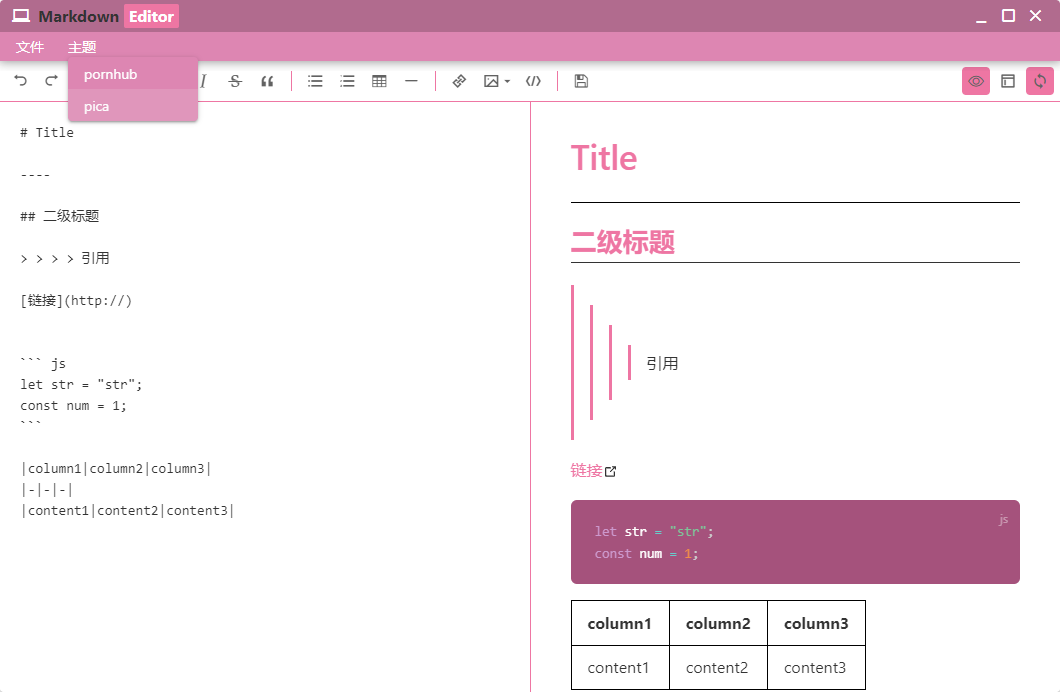 Markdown Editor
文件 主题
pornhub
pica
# Title
----
## 二级标题
> > > > 引用
[链接](http://)
``` js
let str = "str";
const num = 1;
```
|column1|column2|column3|
|-|-|-|
|content1|content2|content3|
Title
二级标题
引用
链接
js
let str = "str";
const num = 1;
column1 column2 column3
content1 content2 content3